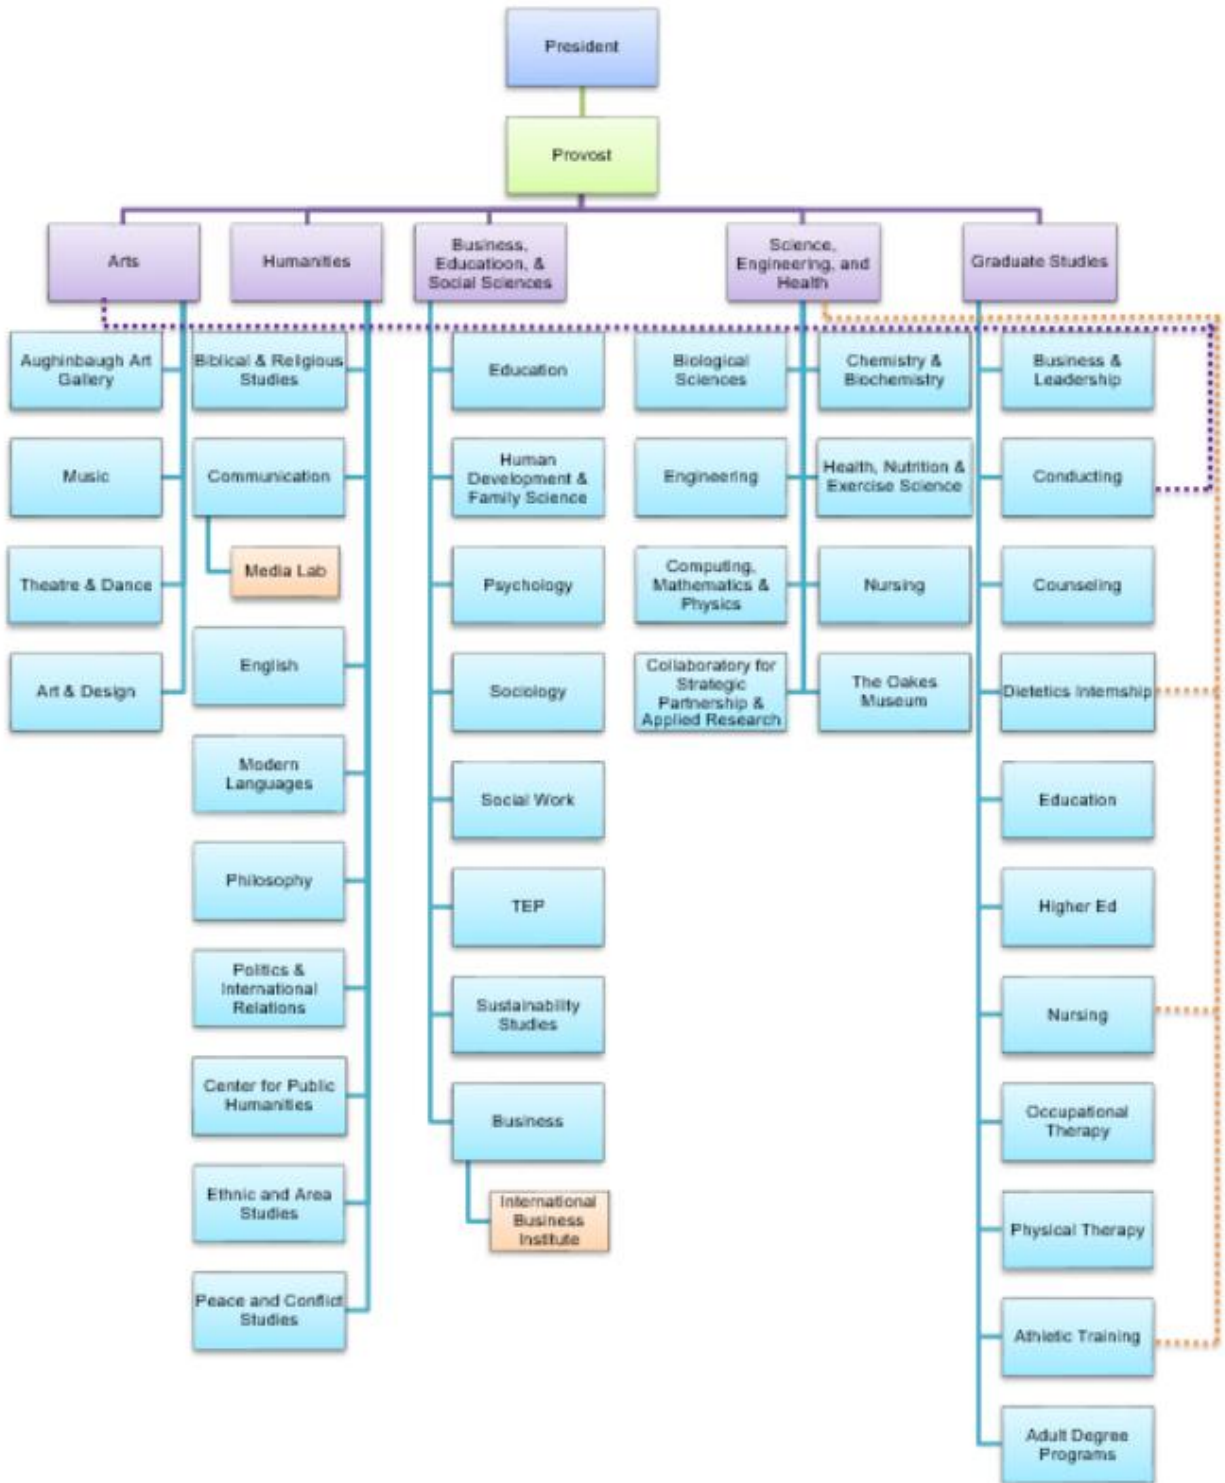 President
Provost
Arts
Humanities
Business,
Educatioon, &
Social Sciences
Science,
Engineering, and
Health
Graduate Studies
Aughinbaugh Art
Gallery
Music
Theatre & Dance
Art & Design
Biblical & Religious
Studies
Communication
Media Lab
English
Modern
Languages
Philosophy
Politics &
International
Relations
Center for Public
Humanities
Ethnic and Area
Studies
Peace and Conflict
Studies
Education
Human
Development &
Family Science
Psychology
Sociology
Social Work
TEP
Sustainability
Studies
Business
International
Business
Institute
Biological
Sciences
Engineering
Computing,
Mathematics &
Physics
Collaboratory for
Strategic
Partnership &
Applied Research
Chemistry &
Biochemistry
Health, Nutrition &
Exercise Science
Nursing
The Oakes
Museum
Business &
Leadership
Conducting
Counseling
Dietetics Internship
Education
Higher Ed
Nursing
Occupational
Therapy
Physical Therapy
Athletic Training
Adult Degree
Programs